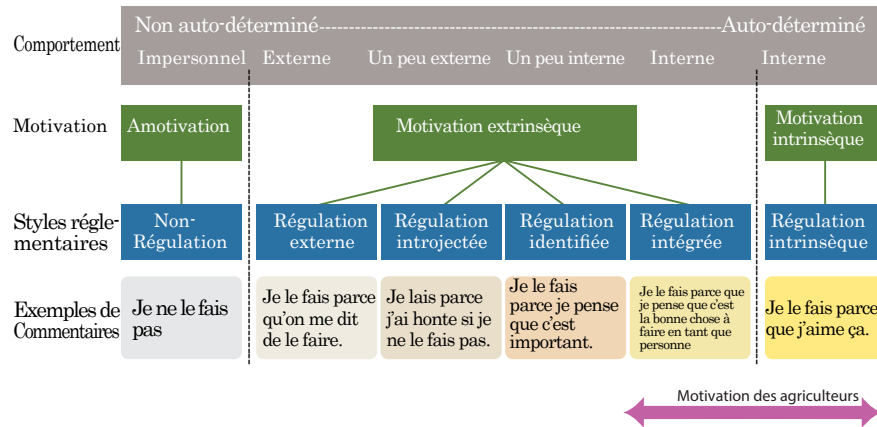 Non auto-déterminé-----------------------------------------------------Auto-déterminé
Comportement
Impersonnel Externe Un peu externe Un peu interne Interne Interne
Motivation
Amotivation
Motivation extrinsèque
Motivation
intrinsèque
Styles régle-
mentaires
Non-
Régulation
Régulation
externe
Régulation
introjectée
Régulation
identifiée
Régulation
intégrée
Régulation
intrinsèque
Exemples de
Commentaires
Je ne le fais
pas
Je le fais parce
qu'on me dit
de le faire.
Je lais parce
j'ai honte si je
ne le fais pas.
Je le fais
parce je pense
que c'est
important.
Je le fais parce que
je pense que c'est
la bonne chose à
faire en tant que
personne
Je le fais parce
que j'aime ça.
Motivation des agriculteurs